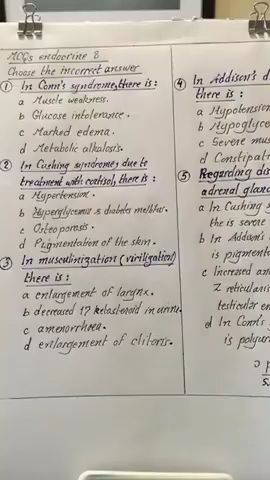 MCQs endocrine 8
Choose the incorrect answer
① In Conn's syndrome, there is :
a Muscle weakness.
b Glucose intolerance.
c Marked edema.
d Metabolic alkalosis.
② In Cushing syndrome, due to
treatment with cortisol, there is :
a Hypertension.
b Hyperglycemia & diabetes mellitus.
c Osteoporosis.
d Pigmentation of the skin.
③ In musculinization (virilization)
there is :
a enlargement of larynx.
b decreased 17 ketosteroid in urine.
c amenorrhoea.
d enlargement of clitoris.
④ In Addison's d
there is :
a Hypotension
b Hypoglyce
c Severe mus
d Constipat
⑤ Regarding dis
adrenal gland
a In Cushing s
the is severe
b In Addison's
is pigmenta
c Increased an
Z reticularis
testicular
d In Conn's
is polyur